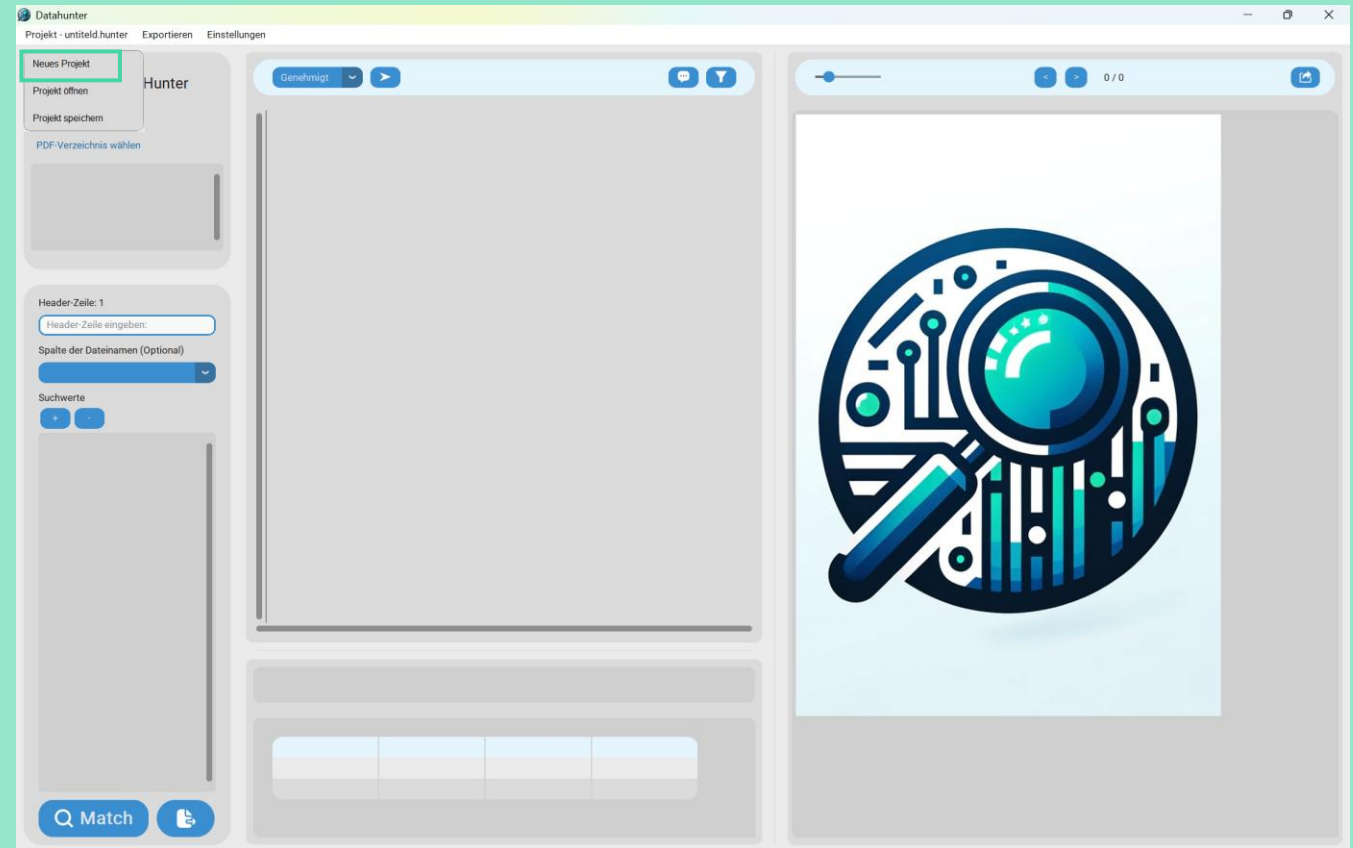 Datahunter
Projekt - untiteld.hunter Exportieren Einstellungen
Neues Projekt
Hunter
Projekt öffnen
Projekt speichern
PDF-Verzeichnis wählen
Header-Zeile: 1
Header-Zeile eingeben:
Spalte der Dateinamen (Optional)
Suchwerte
+ -
Match
Genehmigt
< > 0 / 0